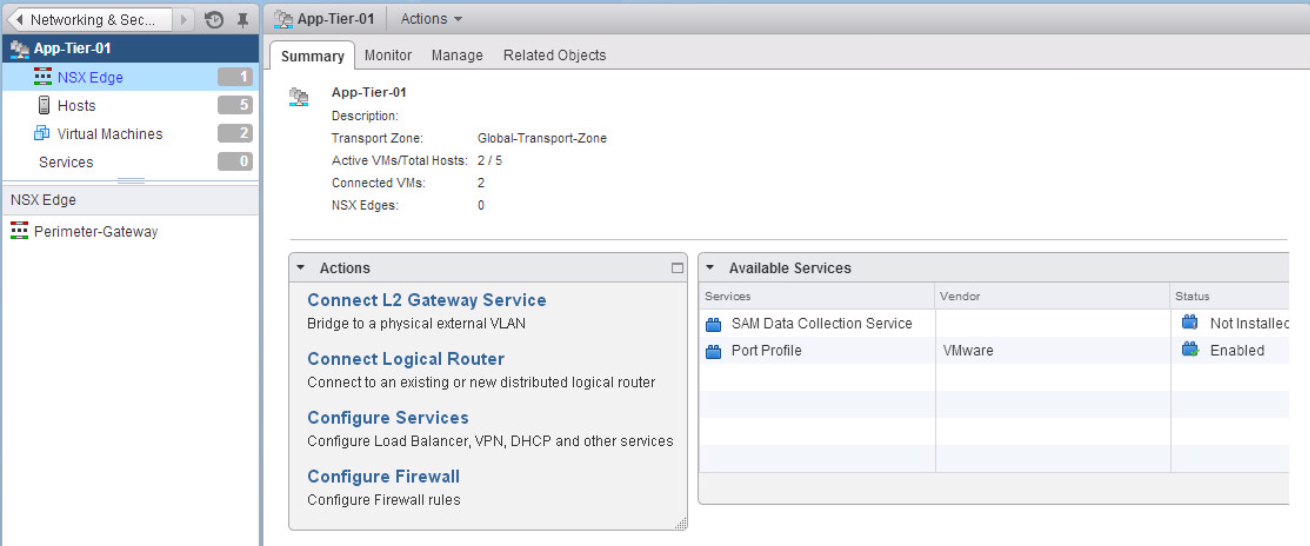 Networking & Sec...
App-Tier-01
NSX Edge 1
Hosts 5
Virtual Machines 2
Services 0
NSX Edge
Perimeter-Gateway
App-Tier-01 Actions
Summary Monitor Manage Related Objects
App-Tier-01
Description:
Transport Zone: Global-Transport-Zone
Active VMs/Total Hosts: 2 / 5
Connected VMs: 2
NSX Edges: 0
Actions
Connect L2 Gateway Service
Bridge to a physical external VLAN
Connect Logical Router
Connect to an existing or new distributed logical router
Configure Services
Configure Load Balancer, VPN, DHCP and other services
Configure Firewall
Configure Firewall rules
Available Services
Services Vendor Status
SAM Data Collection Service Not Installed
Port Profile VMware Enabled